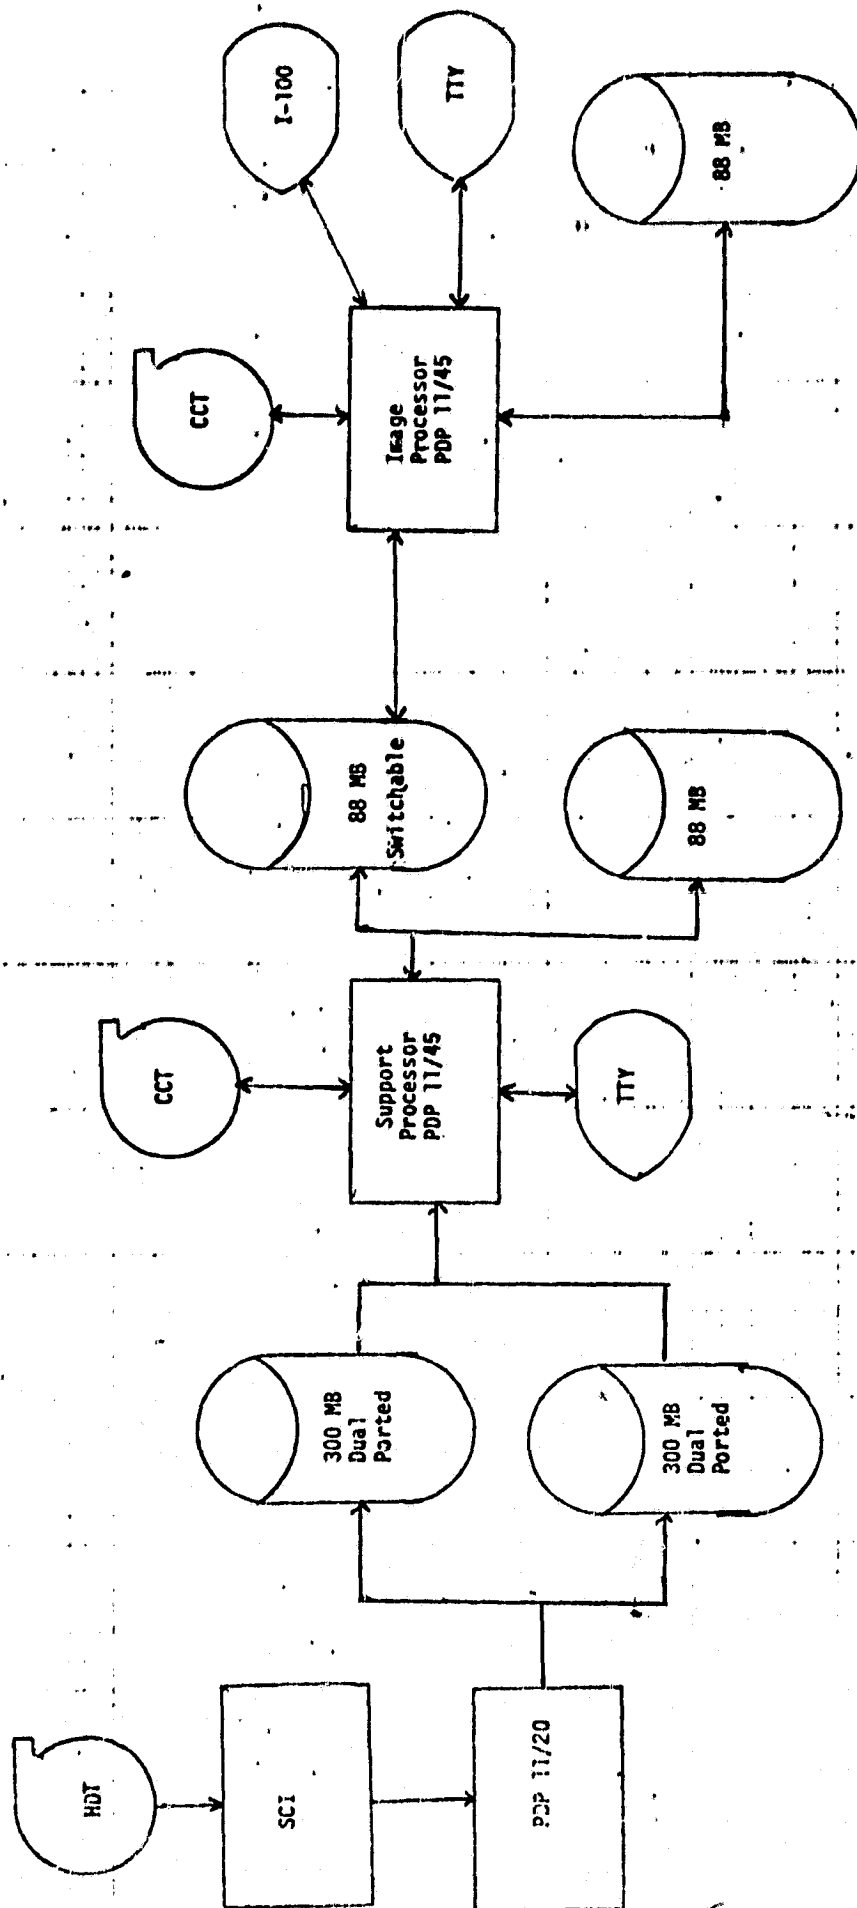 HDT
SCI
PDP 11/20
300 MB
Dual
Ported
300 MB
Dual
Ported
CCT
Support
Processor
PDP 11/45
TTY
88 MB
Switchable
88 MB
CCT
Image
Processor
PDP 11/45
I-100
TTY
88 MB